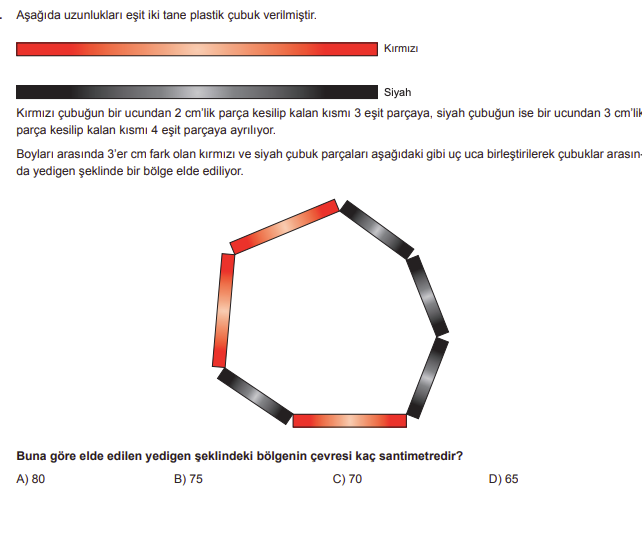 Aşağıda uzunlukları eşit iki tane plastik çubuk verilmiştir.
Kırmızı
Siyah
Kırmızı çubuğun bir ucundan 2 cm'lik parça kesilip kalan kısmı 3 eşit parçaya, siyah çubuğun ise bir ucundan 3 cm'lik
parça kesilip kalan kısmı 4 eşit parçaya ayrılıyor.
Boyları arasında 3'er cm fark olan kırmızı ve siyah çubuk parçaları aşağıdaki gibi uç uca birleştirilerek çubuklar arasın-
da yedigen şeklinde bir bölge elde ediliyor.
Buna göre elde edilen yedigen şeklindeki bölgenin çevresi kaç santimetredir?
A) 80 B) 75 C) 70 D) 65